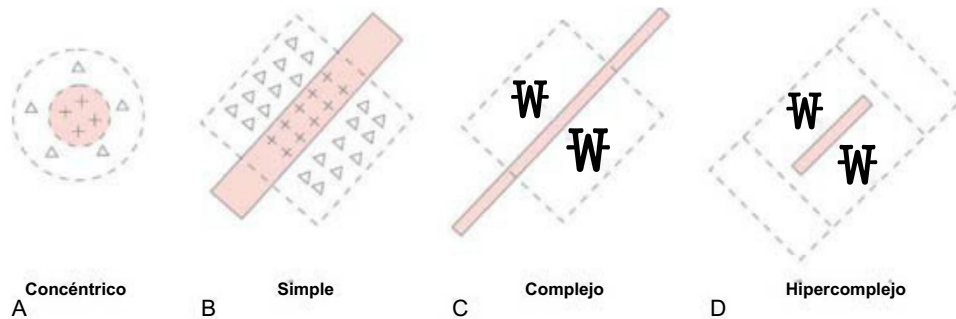 ₩
₩
₩
₩
Concéntrico
Simple
Complejo
Hipercomplejo
A
B
C
D